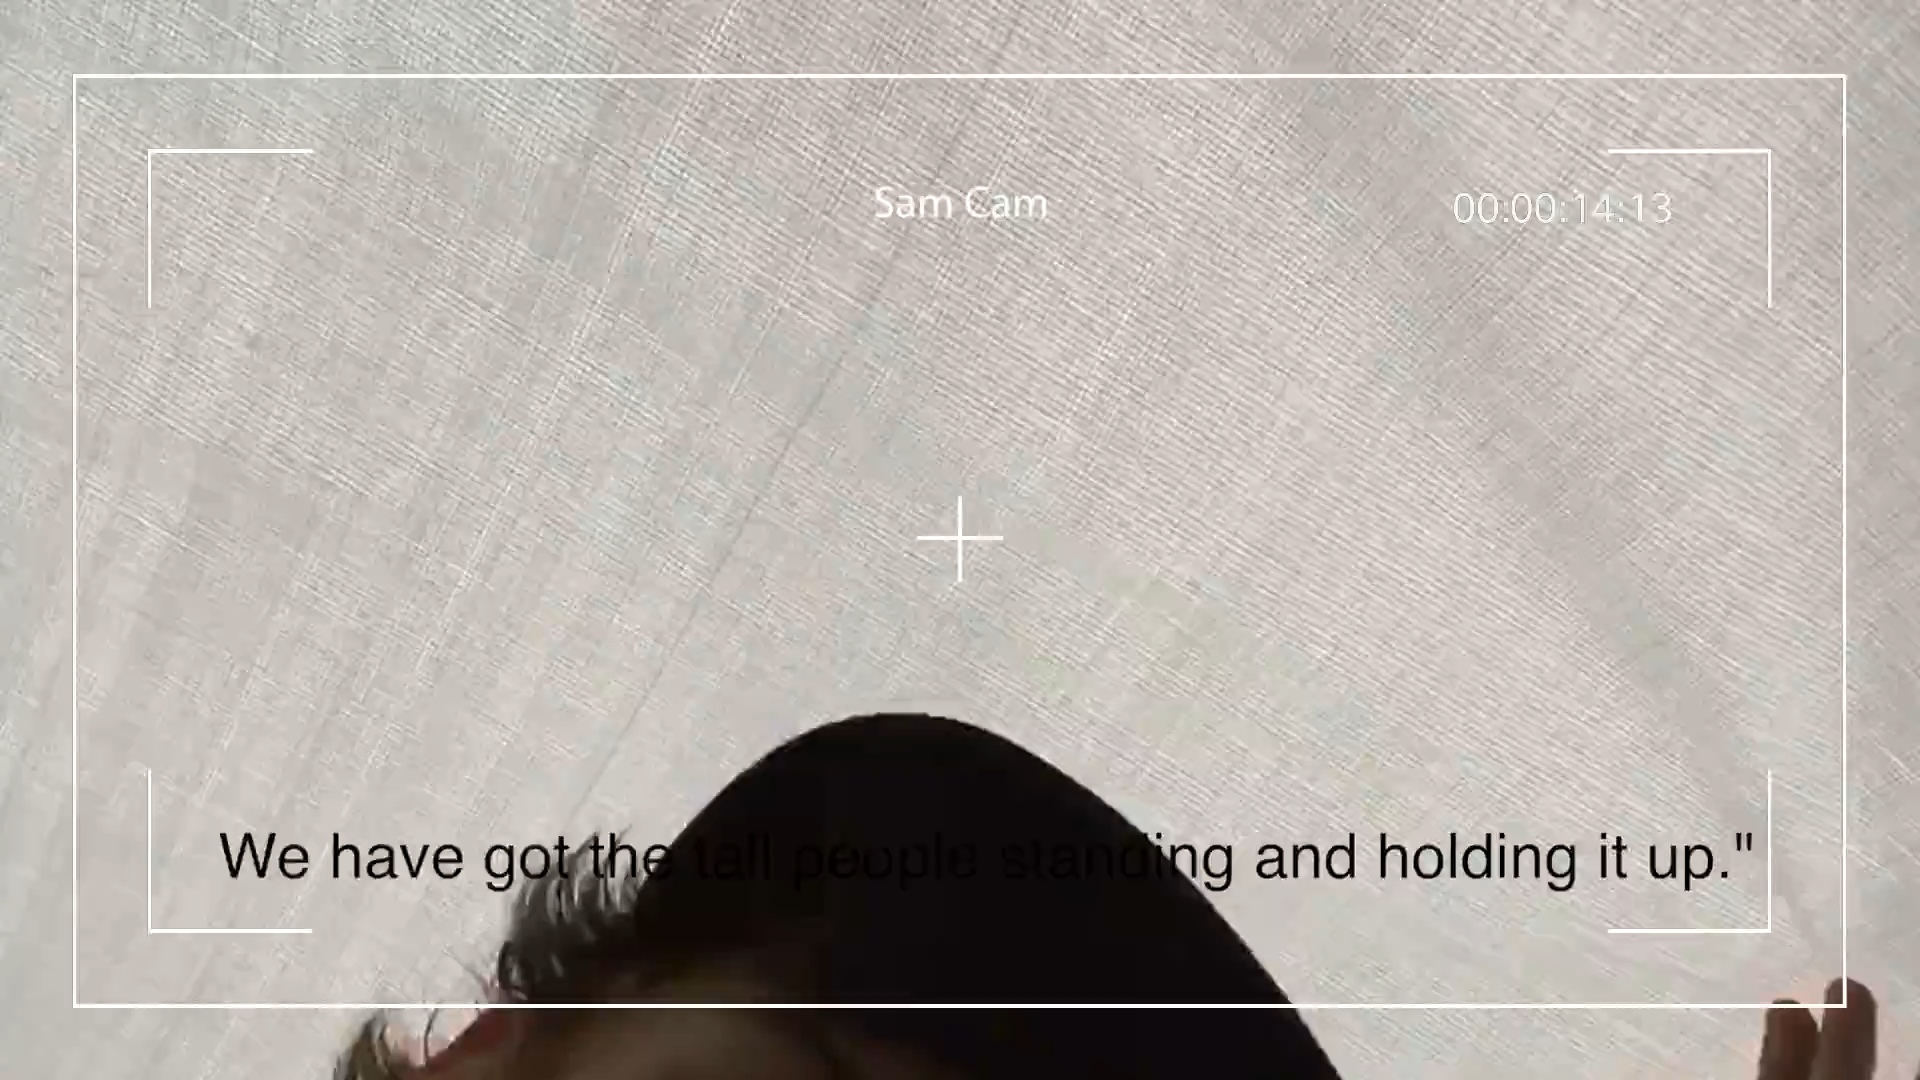 Sam Cam
00:00:14:13
We have got the tall people standing and holding it up."